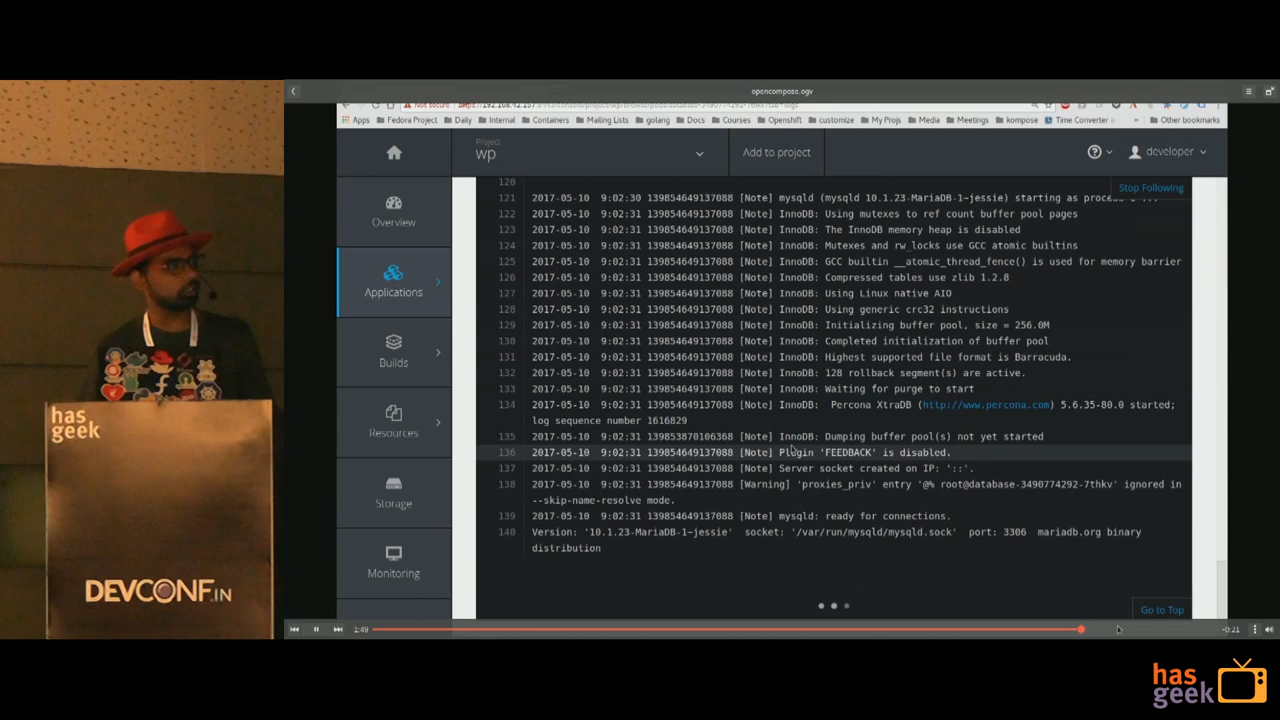 opencompose.ogv
Not secure
Apps Fedora Project Daily Internal Containers Mailing Lists golang Docs Courses Openshift customize My Projs Media Meetings kompose Time Converter a » Other bookmarks
Project
wp
Add to project
developer
Overview
Applications
Builds
Resources
Storage
Monitoring
Stop Following
120
121 2017-05-10 9:02:30 139854649137088 [Note] mysqld (mysqld 10.1.23-MariaDB-1~jessie) starting as process 1 ...
122 2017-05-10 9:02:31 139854649137088 [Note] InnoDB: Using mutexes to ref count buffer pool pages
123 2017-05-10 9:02:31 139854649137088 [Note] InnoDB: The InnoDB memory heap is disabled
124 2017-05-10 9:02:31 139854649137088 [Note] InnoDB: Mutexes and rw_locks use GCC atomic builtins
125 2017-05-10 9:02:31 139854649137088 [Note] InnoDB: GCC builtin __atomic_thread_fence() is used for memory barrier
126 2017-05-10 9:02:31 139854649137088 [Note] InnoDB: Compressed tables use zlib 1.2.8
127 2017-05-10 9:02:31 139854649137088 [Note] InnoDB: Using Linux native AIO
128 2017-05-10 9:02:31 139854649137088 [Note] InnoDB: Using generic crc32 instructions
129 2017-05-10 9:02:31 139854649137088 [Note] InnoDB: Initializing buffer pool, size = 256.0M
130 2017-05-10 9:02:31 139854649137088 [Note] InnoDB: Completed initialization of buffer pool
131 2017-05-10 9:02:31 139854649137088 [Note] InnoDB: Highest supported file format is Barracuda.
132 2017-05-10 9:02:31 139854649137088 [Note] InnoDB: 128 rollback segment(s) are active.
133 2017-05-10 9:02:31 139854649137088 [Note] InnoDB: Waiting for purge to start
134 2017-05-10 9:02:31 139854649137088 [Note] InnoDB: Percona XtraDB (http://www.percona.com) 5.6.35-80.0 started;
log sequence number 1616829
135 2017-05-10 9:02:31 139853870106368 [Note] InnoDB: Dumping buffer pool(s) not yet started
136 2017-05-10 9:02:31 139854649137088 [Note] Plugin 'FEEDBACK' is disabled.
137 2017-05-10 9:02:31 139854649137088 [Note] Server socket created on IP: '::'.
138 2017-05-10 9:02:31 139854649137088 [Warning] 'proxies_priv' entry '@% root@database-3490774292-7thkv' ignored in
--skip-name-resolve mode.
139 2017-05-10 9:02:31 139854649137088 [Note] mysqld: ready for connections.
140 Version: '10.1.23-MariaDB-1~jessie' socket: '/var/run/mysqld/mysqld.sock' port: 3306 mariadb.org binary
distribution
Go to Top
1:49
-0:21
has
geek
DEVCONF.IN
has
geek